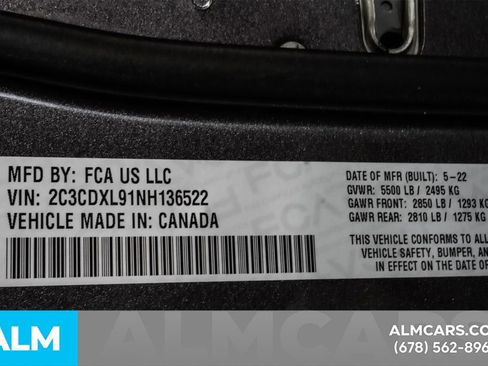 MFD BY: FCA US LLC
VIN: 2C3CDXL91NH136522
VEHICLE MADE IN: CANADA
DATE OF MFR (BUILT): 5-22
GVWR: 5500 LB / 2495 KG
GAWR FRONT: 2850 LB / 1293 KG
GAWR REAR: 2810 LB / 1275 KG
THIS VEHICLE CONFORMS TO ALL
VEHICLE SAFETY, BUMPER, AND
IN EFFECT ON THE DATE OF
ALM
ALMCARS
ALMCARS.CO
(678) 562-896